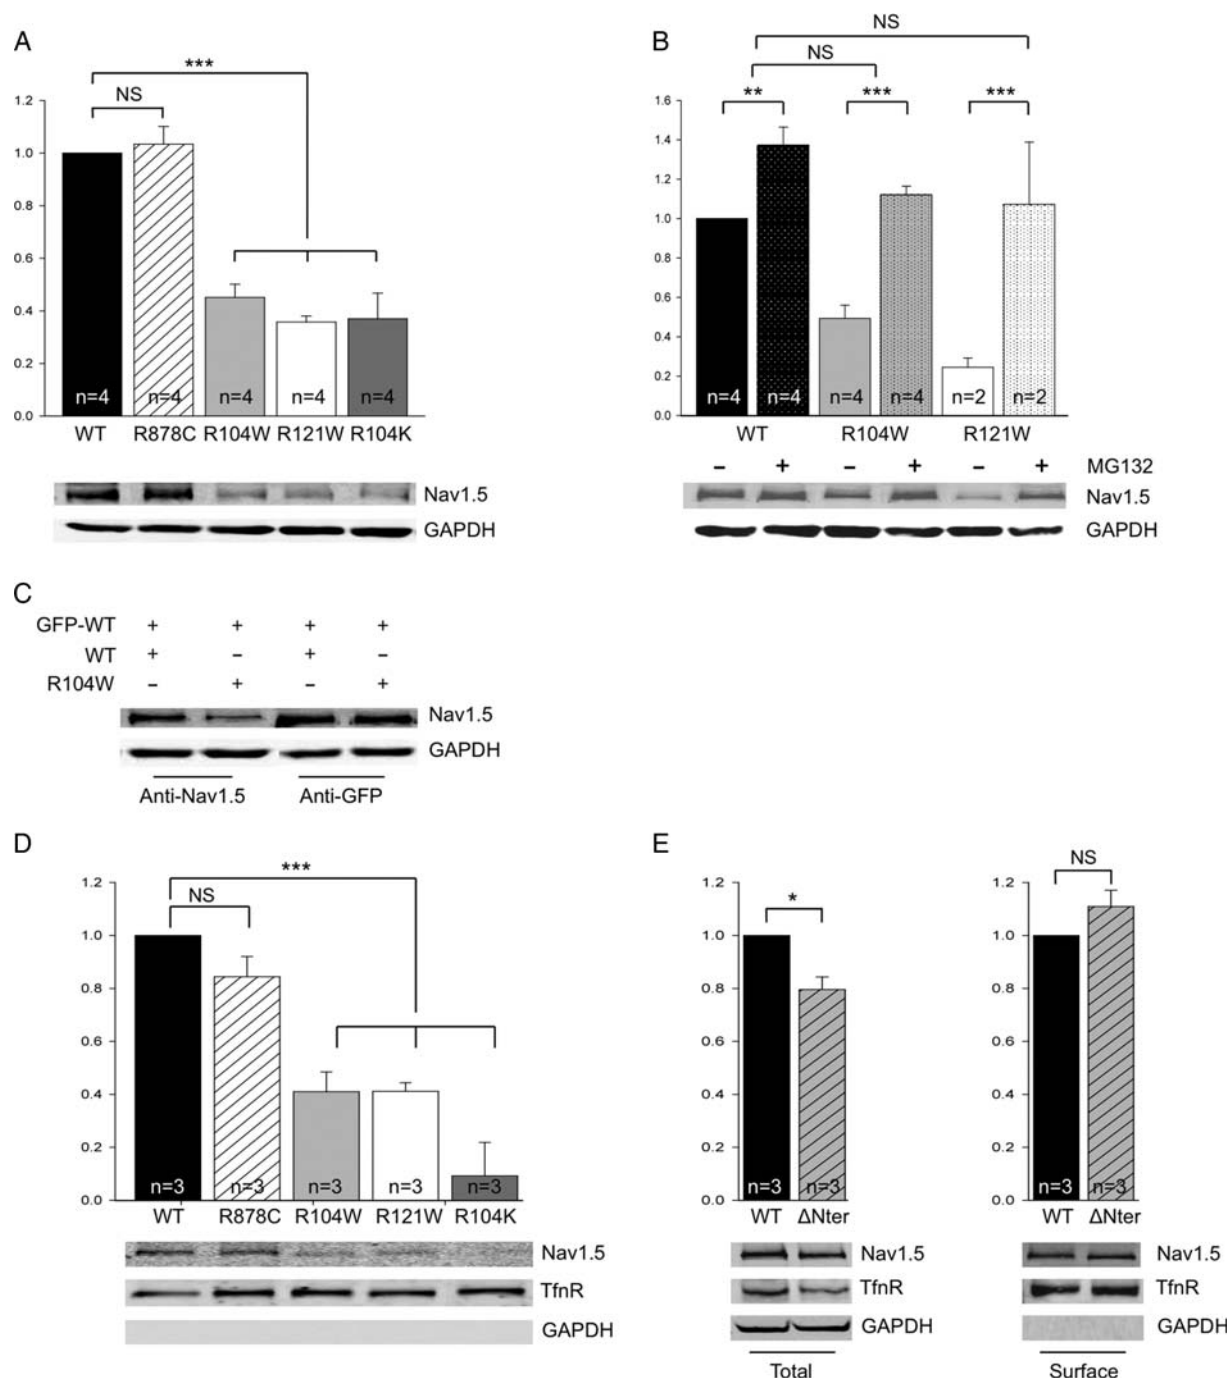 A
***
NS
1.2
1.0
0.8
0.6
0.4
0.2
0.0
n=4 n=4 n=4 n=4 n=4
WT R878C R104W R121W R104K
Nav1.5
GAPDH
B
NS
NS
** *** ***
1.6
1.4
1.2
1.0
0.8
0.6
0.4
0.2
0.0
n=4 n=4 n=4 n=4 n=2 n=2
WT R104W R121W
– + – + – + MG132
Nav1.5
GAPDH
C
GFP-WT + + + +
WT + – + –
R104W – + – +
Nav1.5
GAPDH
Anti-Nav1.5 Anti-GFP
D
***
NS
1.2
1.0
0.8
0.6
0.4
0.2
0.0
n=3 n=3 n=3 n=3 n=3
WT R878C R104W R121W R104K
Nav1.5
TfnR
GAPDH
E
*
1.2
1.0
0.8
0.6
0.4
0.2
0.0
n=3 n=3
WT ΔNter
Nav1.5
TfnR
GAPDH
Total
NS
1.2
1.0
0.8
0.6
0.4
0.2
0.0
n=3 n=3
WT ΔNter
Nav1.5
TfnR
GAPDH
Surface